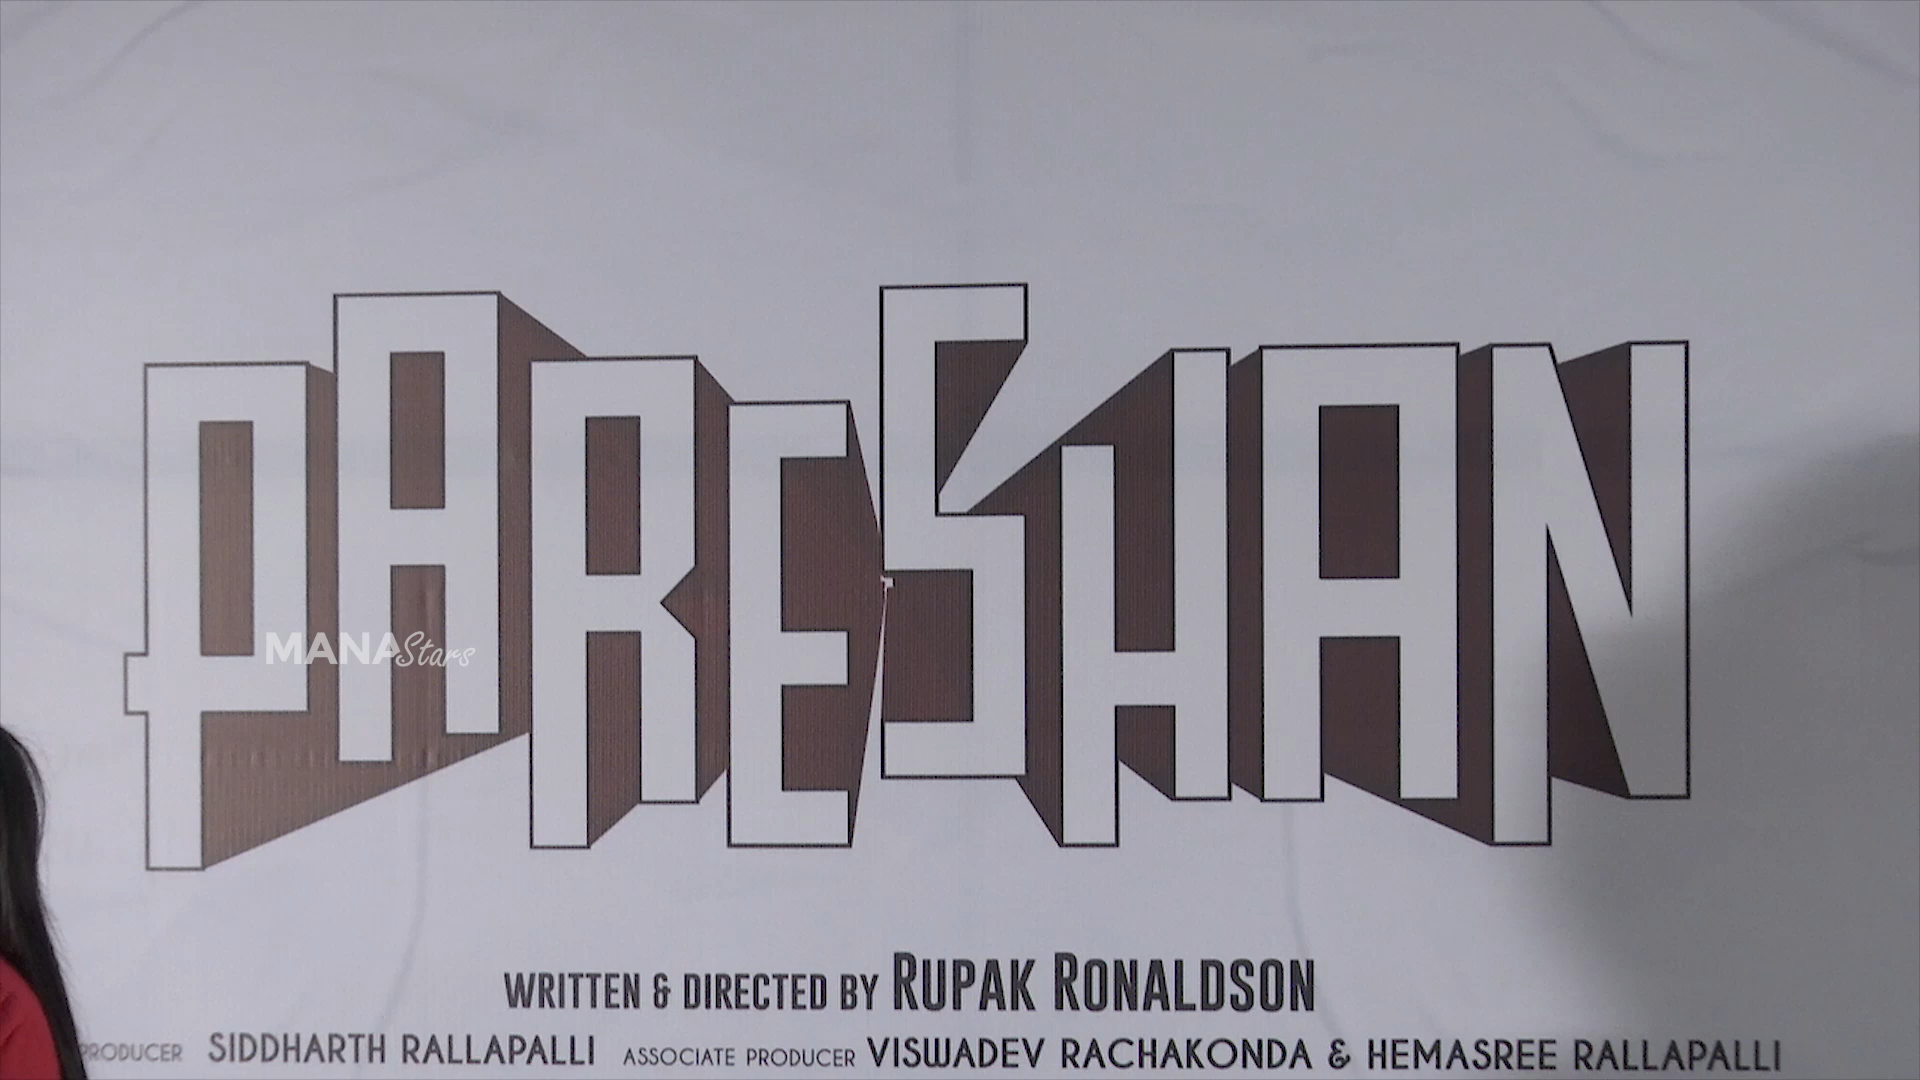 PARESHAN
MANA Stars
WRITTEN & DIRECTED BY RUPAK RONALDSON
PRODUCER SIDDHARTH RALLAPALLI ASSOCIATE PRODUCER VISWADEV RACHAKONDA & HEMASREE RALLAPALLI